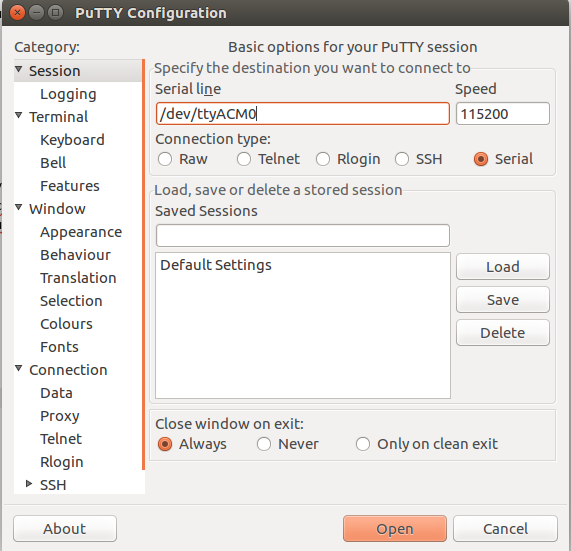 PuTTY Configuration
Category:
Session
Logging
Terminal
Keyboard
Bell
Features
Window
Appearance
Behaviour
Translation
Selection
Colours
Fonts
Connection
Data
Proxy
Telnet
Rlogin
SSH
Basic options for your PuTTY session
Specify the destination you want to connect to
Serial line Speed
/dev/ttyACM0 115200
Connection type:
Raw Telnet Rlogin SSH Serial
Load, save or delete a stored session
Saved Sessions
Default Settings
Load
Save
Delete
Close window on exit:
Always Never Only on clean exit
About Open Cancel